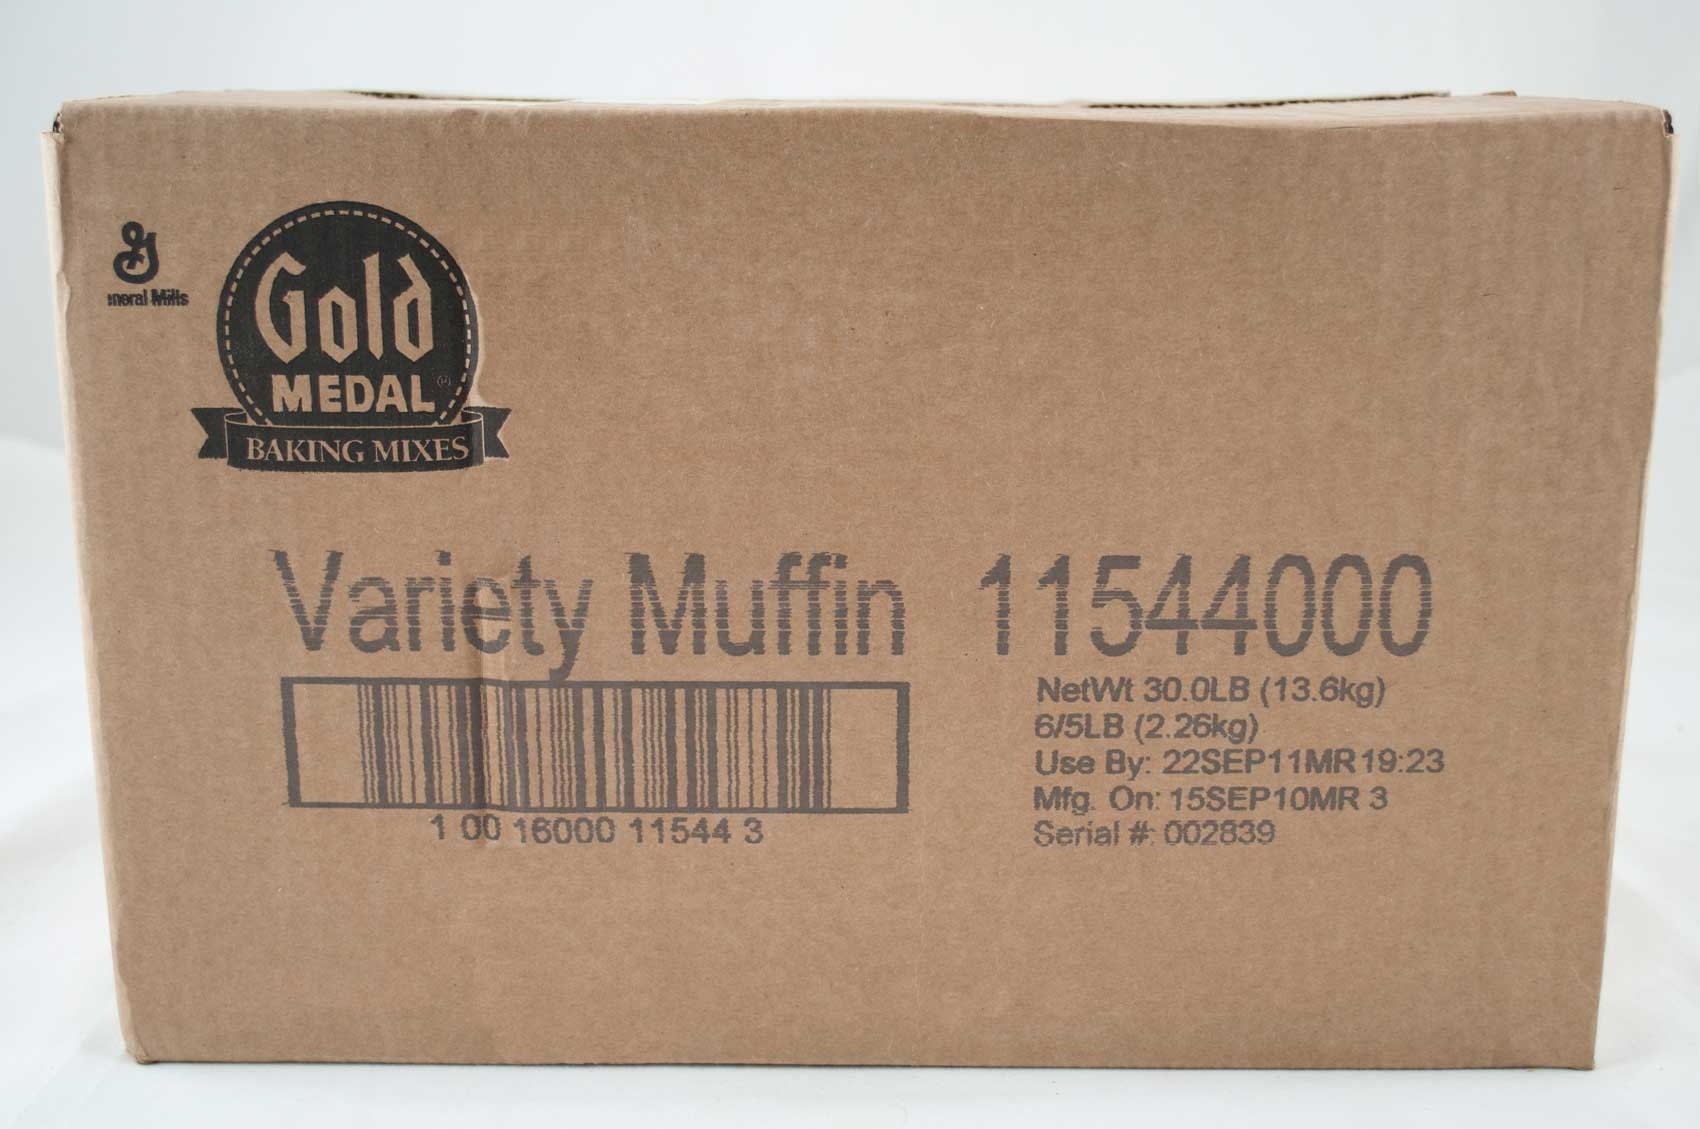 Gold
MEDAL®
BAKING MIXES
neral Mills
Variety Muffin 11544000
NetWt 30.0LB (13.6kg)
6/5LB (2.26kg)
Use By: 22SEP11MR19:23
Mfg. On: 15SEP10MR 3
Serial #: 002839
1 00 16000 11544 3